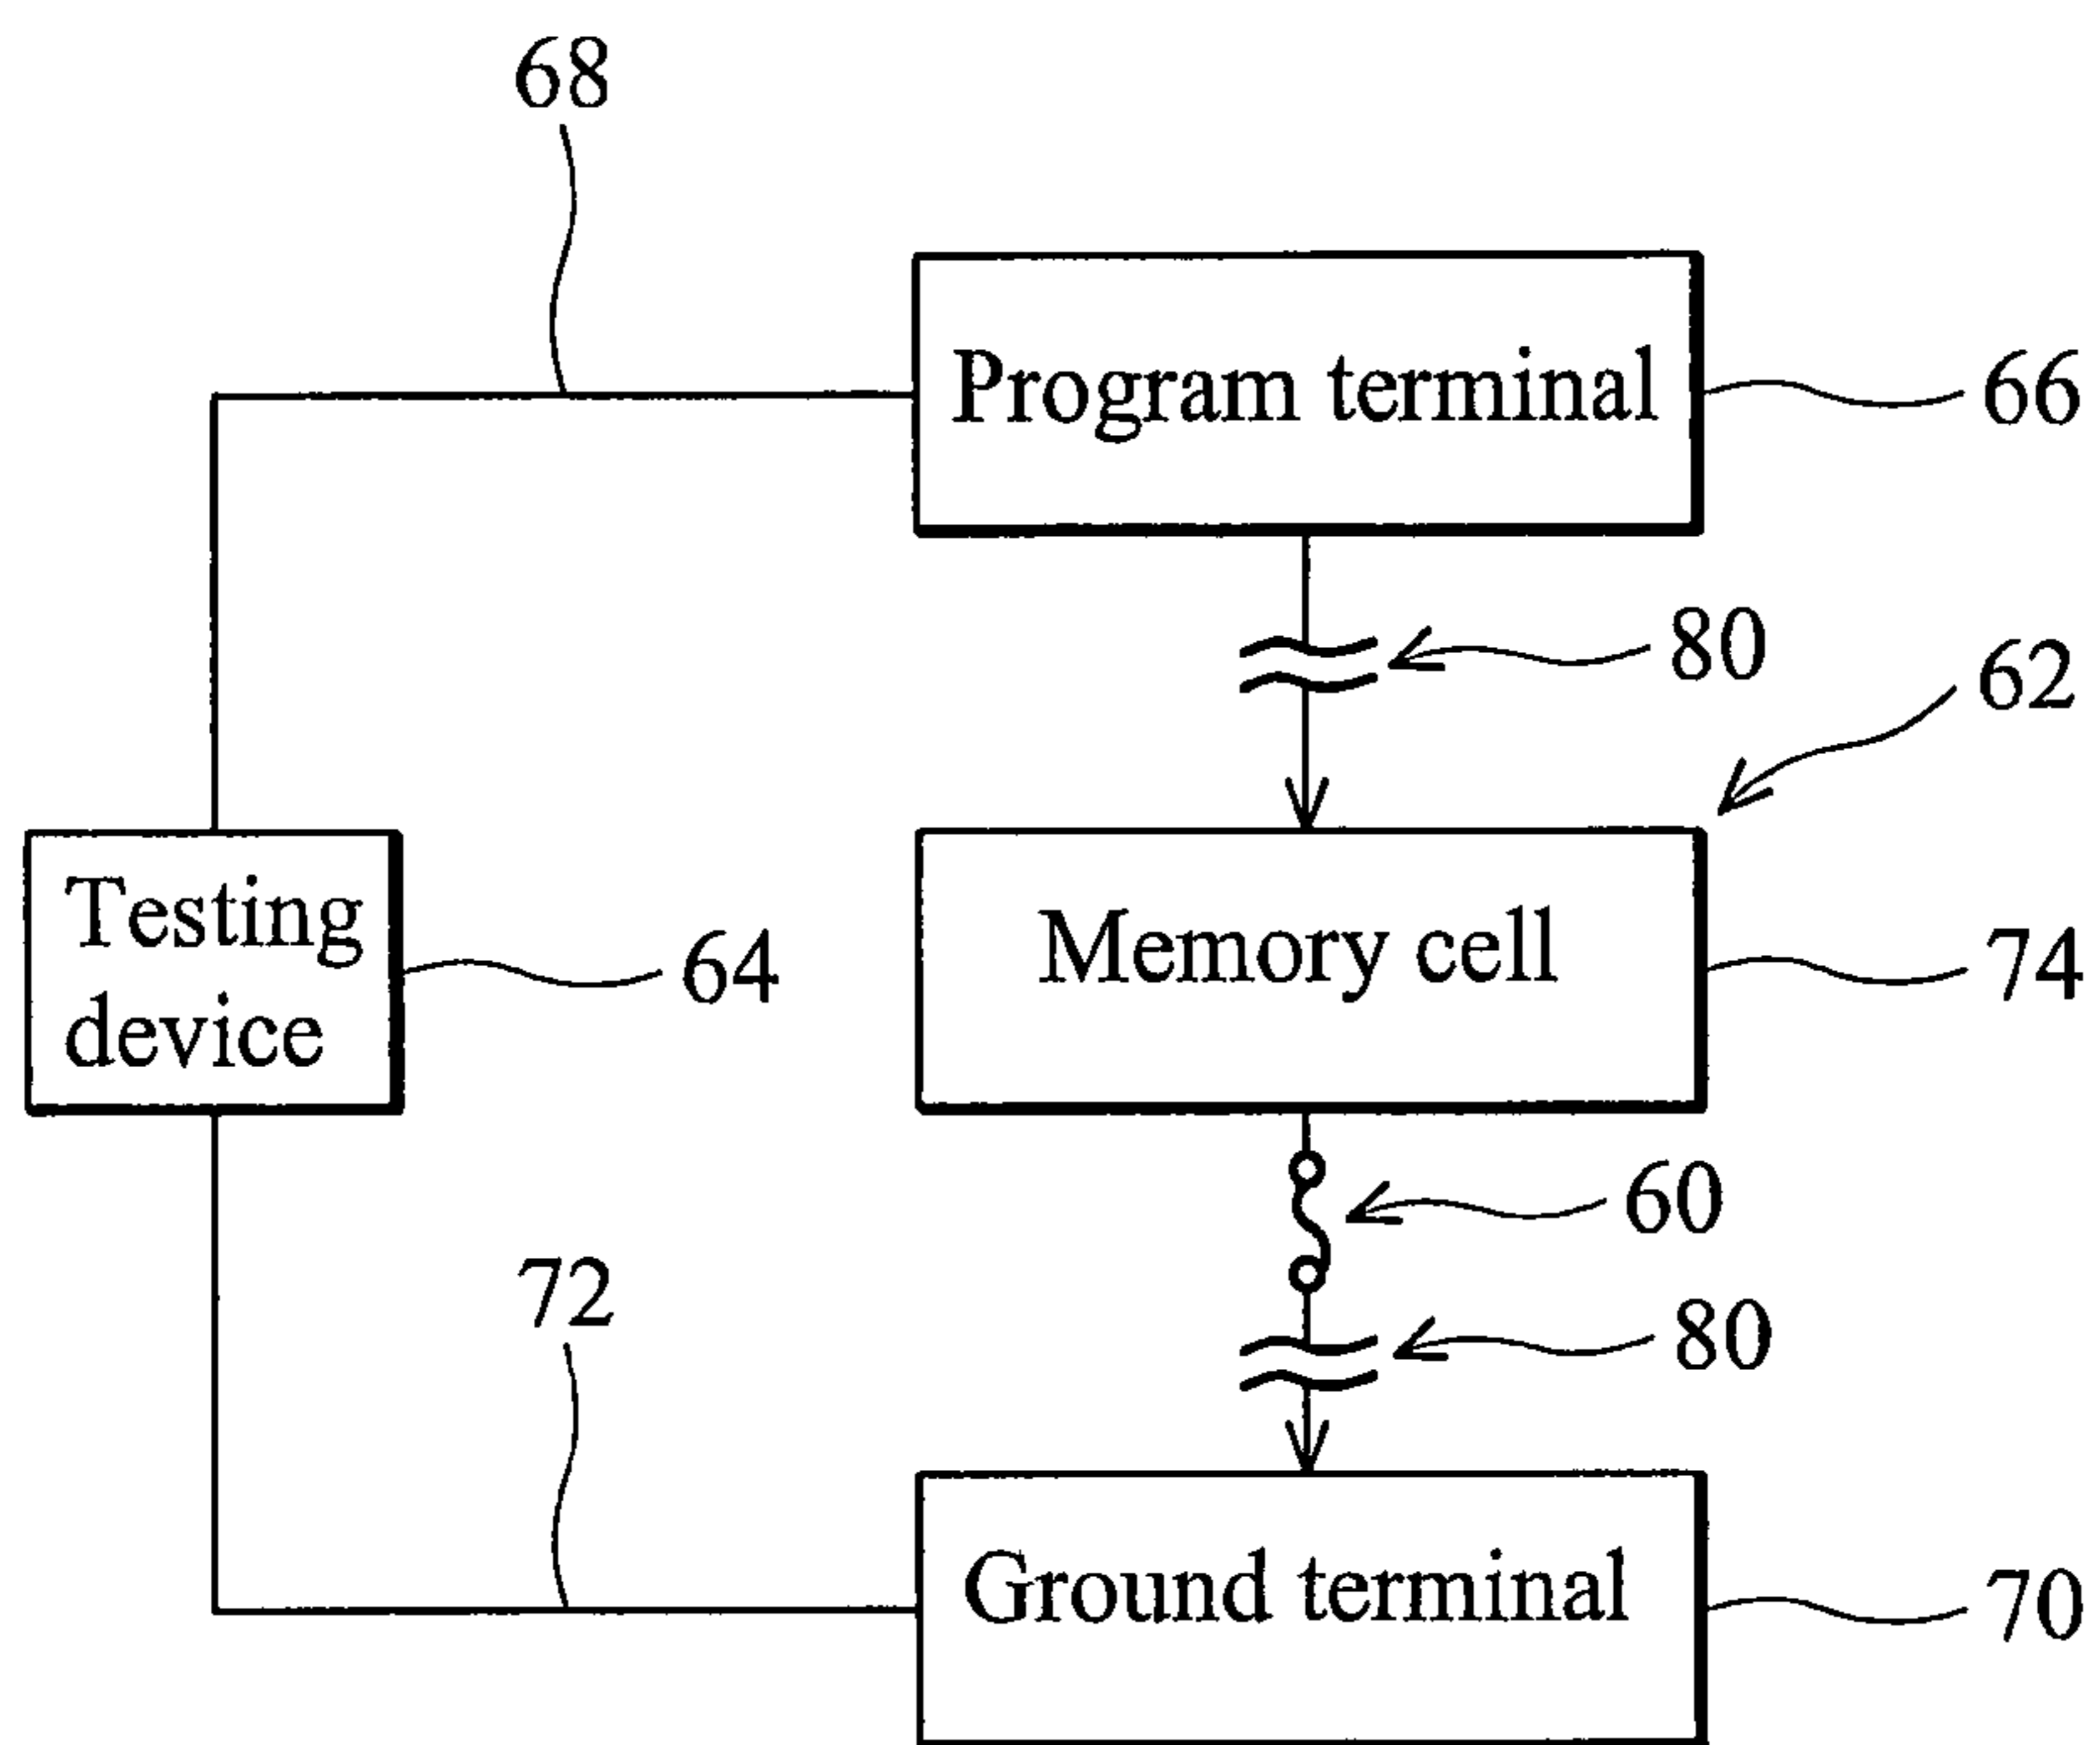 68
Program terminal
66
80
62
Testing
device
64
Memory cell
74
60
72
80
Ground terminal
70